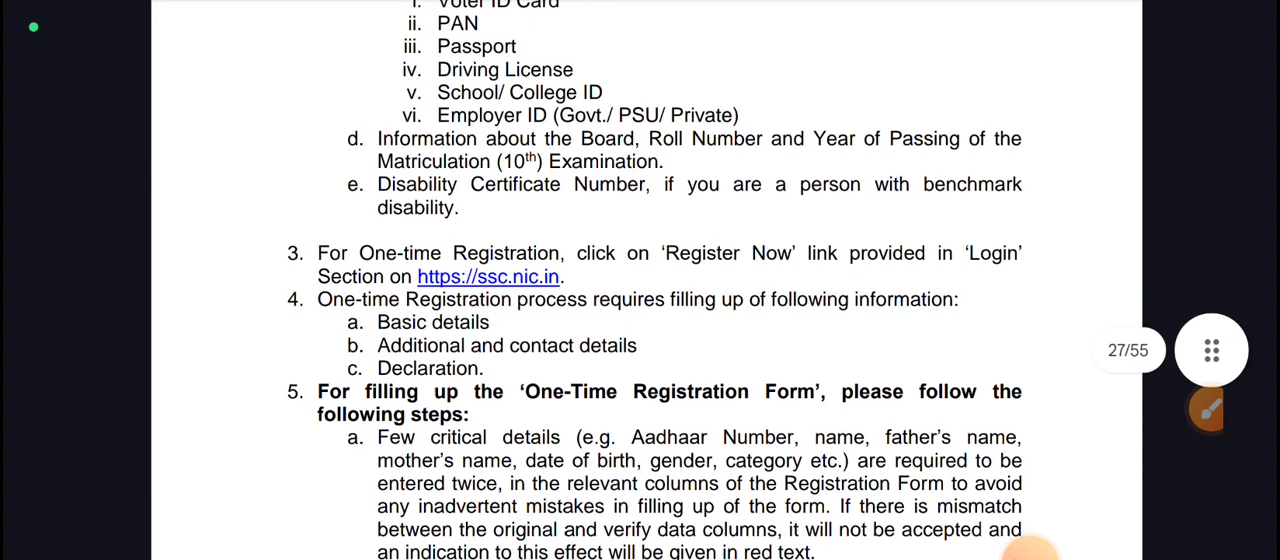 i. Voter ID Card
ii. PAN
iii. Passport
iv. Driving License
v. School/ College ID
vi. Employer ID (Govt./ PSU/ Private)
d. Information about the Board, Roll Number and Year of Passing of the
Matriculation (10th) Examination.
e. Disability Certificate Number, if you are a person with benchmark
disability.
3. For One-time Registration, click on ‘Register Now’ link provided in ‘Login’
Section on https://ssc.nic.in.
4. One-time Registration process requires filling up of following information:
a. Basic details
b. Additional and contact details
c. Declaration.
27/55
5. For filling up the ‘One-Time Registration Form’, please follow the
following steps:
a. Few critical details (e.g. Aadhaar Number, name, father’s name,
mother’s name, date of birth, gender, category etc.) are required to be
entered twice, in the relevant columns of the Registration Form to avoid
any inadvertent mistakes in filling up of the form. If there is mismatch
between the original and verify data columns, it will not be accepted and
an indication to this effect will be given in red text.